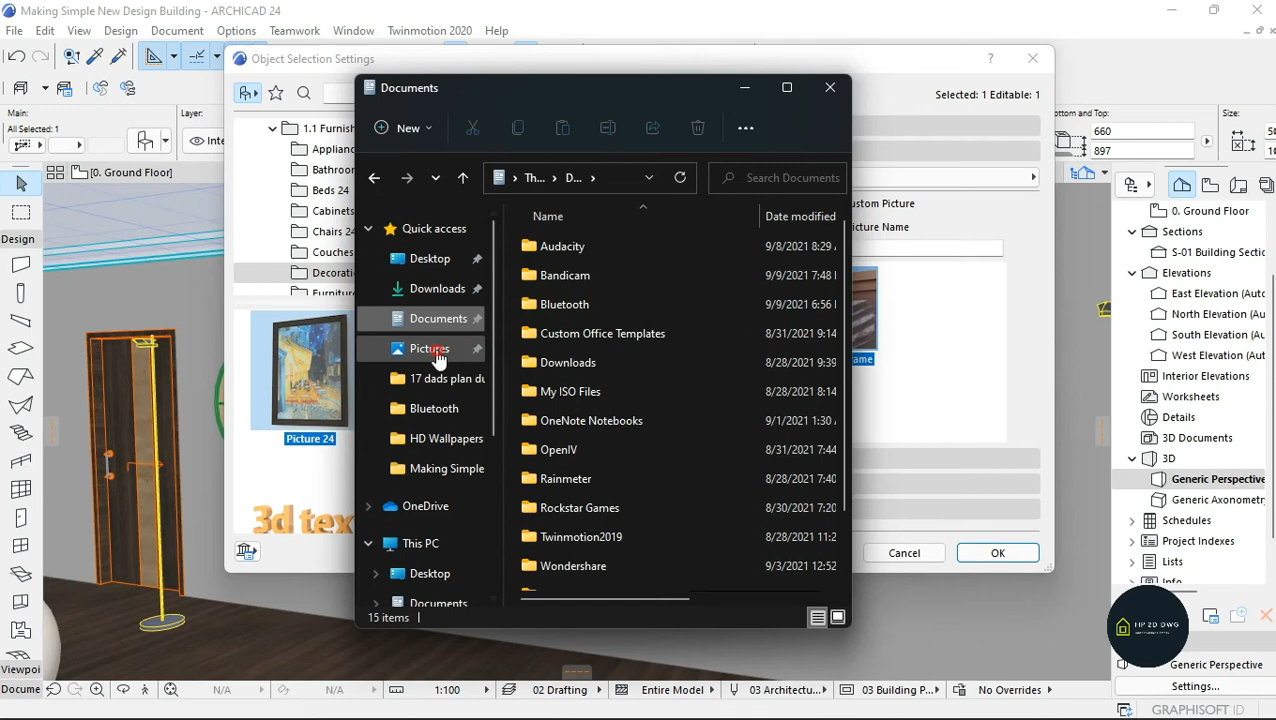 Making Simple New Design Building - ARCHICAD 24
File Edit View Design Document Options Teamwork Window Twinmotion 2020 Help
Object Selection Settings
?
Selected: 1 Editable: 1
Main:
All Selected: 1
Layer:
[0. Ground Floor]
Design
1.1 Furnish
Bathroo
Beds 24
Cabinets
Chairs 24
Couches
Decorati
Furniture
Picture 24
3d tex
Documents
New
Th... > D... >
Search Documents
Name
Date modified
Quick access
Desktop
Downloads
Documents
Pictures
17 dads plan du
Bluetooth
HD Wallpapers
Making Simple
OneDrive
This PC
Desktop
Documents
Audacity 9/8/2021 8:29
Bandicam 9/9/2021 7:48
Bluetooth 9/9/2021 6:56
Custom Office Templates 8/31/2021 9:14
Downloads 8/28/2021 9:39
My ISO Files 8/28/2021 8:14
OneNote Notebooks 9/1/2021 1:30
OpenIV 8/31/2021 7:44
Rainmeter 8/28/2021 7:40
Rockstar Games 8/30/2021 7:20
Twinmotion2019 8/28/2021 11:2
Wondershare 9/3/2021 12:52
15 items
ustom Picture
icture Name
ame
Cancel
OK
ottom and Top:
660
897
Size:
0. Ground Floor
Sections
S-01 Building Secti
Elevations
East Elevation (Auto
North Elevation (Au
South Elevation (Au
West Elevation (Aut
Interior Elevations
Worksheets
Details
3D Documents
3D
Generic Perspective
Generic Axonometr
Schedules
Project Indexes
Lists
Info
HP 2D DWG
Generic Perspective
Settings...
GRAPHISOFT ID
Viewpoi
Docume
N/A
N/A
1:100
02 Drafting
Entire Model
03 Architectu...
03 Building P...
No Overrides